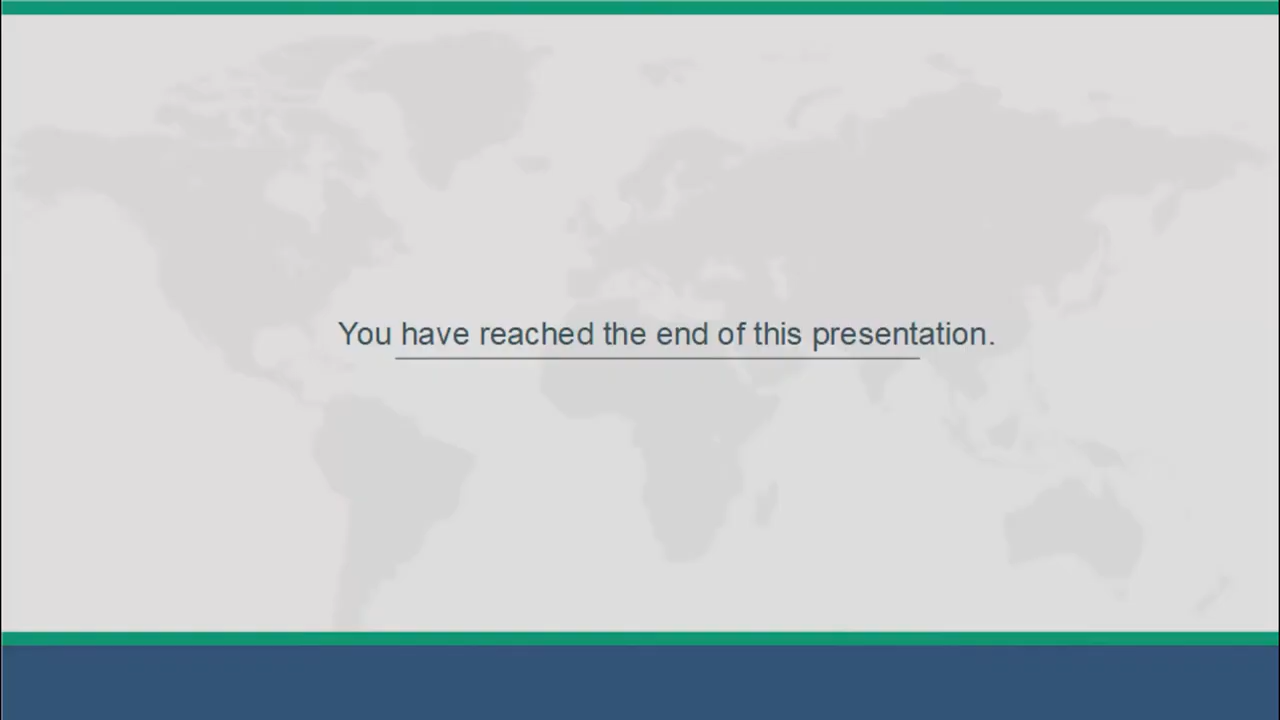 You have reached the end of this presentation.